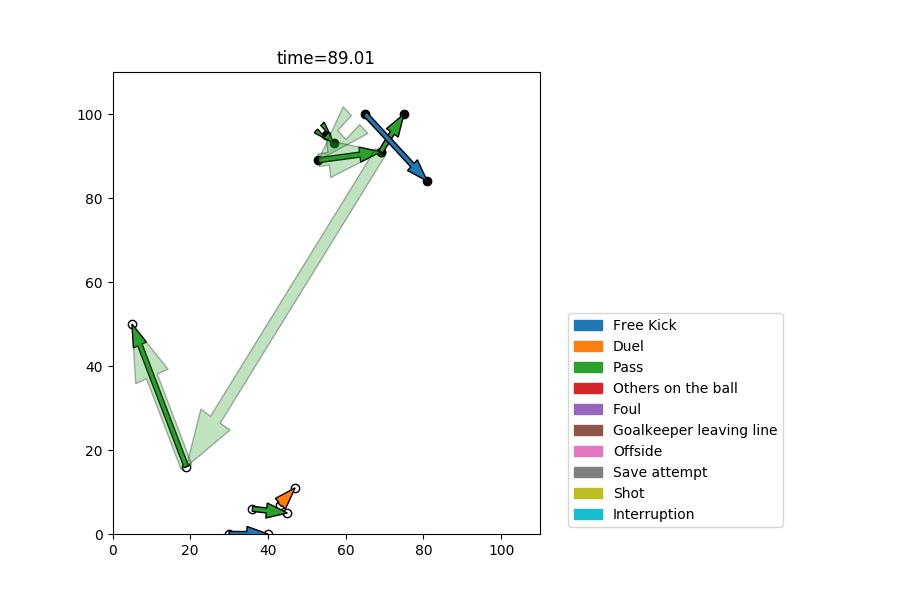 time=89.01
100
80
60
40
20
0
0 20 40 60 80 100
Free Kick
Duel
Pass
Others on the ball
Foul
Goalkeeper leaving line
Offside
Save attempt
Shot
Interruption